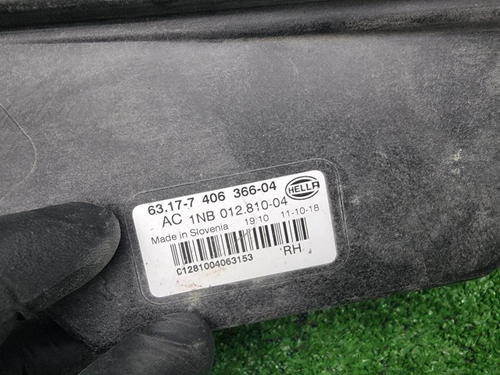 63.17-7 406 366-04
AC 1NB 012.810-04
HELLA
Made in Slovenia 19:10 11-10-18
C1281004063153
RH